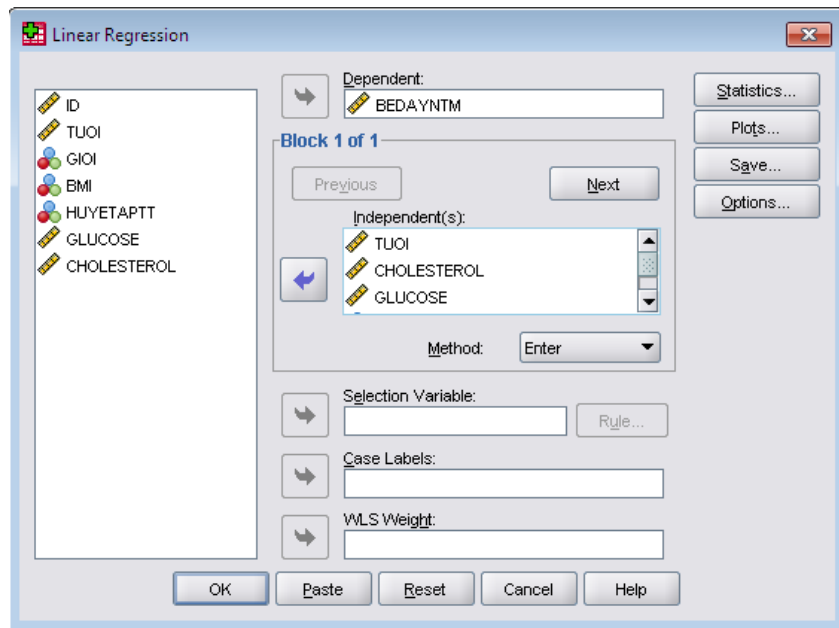 Linear Regression
ID
TUOI
GIOI
BMI
HUYETAPTT
GLUCOSE
CHOLESTEROL
Dependent:
BEDAYNTM
Block 1 of 1
Previous
Next
Independent(s):
TUOI
CHOLESTEROL
GLUCOSE
Method:
Enter
Selection Variable:
Rule...
Case Labels:
WLS Weight:
Statistics...
Plots...
Save...
Options...
OK
Paste
Reset
Cancel
Help